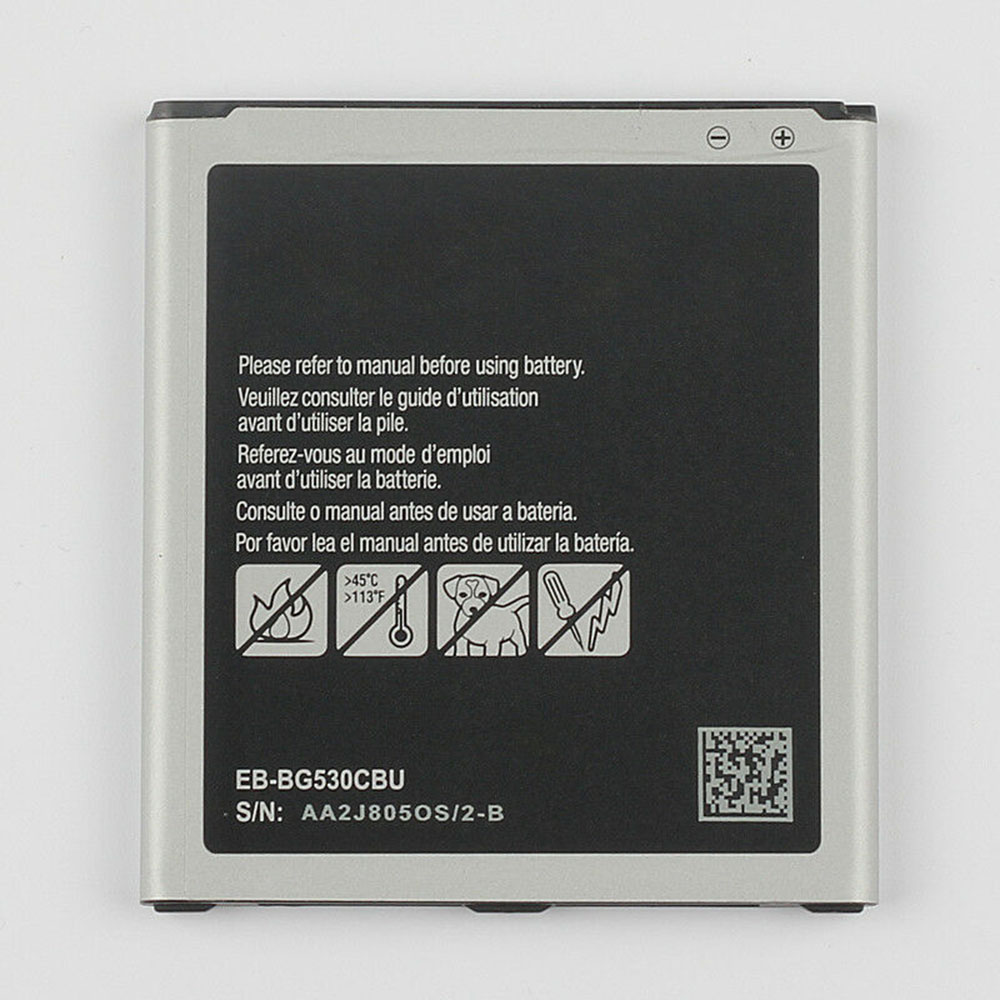 Please refer to manual before using battery.
Veuillez consulter le guide d'utilisation
avant d'utiliser la pile.
Referez-vous au mode d'emploi
avant d'utiliser la batterie.
Consulte o manual antes de usar a bateria.
Por favor lea el manual antes de utilizar la batería.
>45°C
>113°F
EB-BG530CBU
S/N: AA2J805OS/2-B